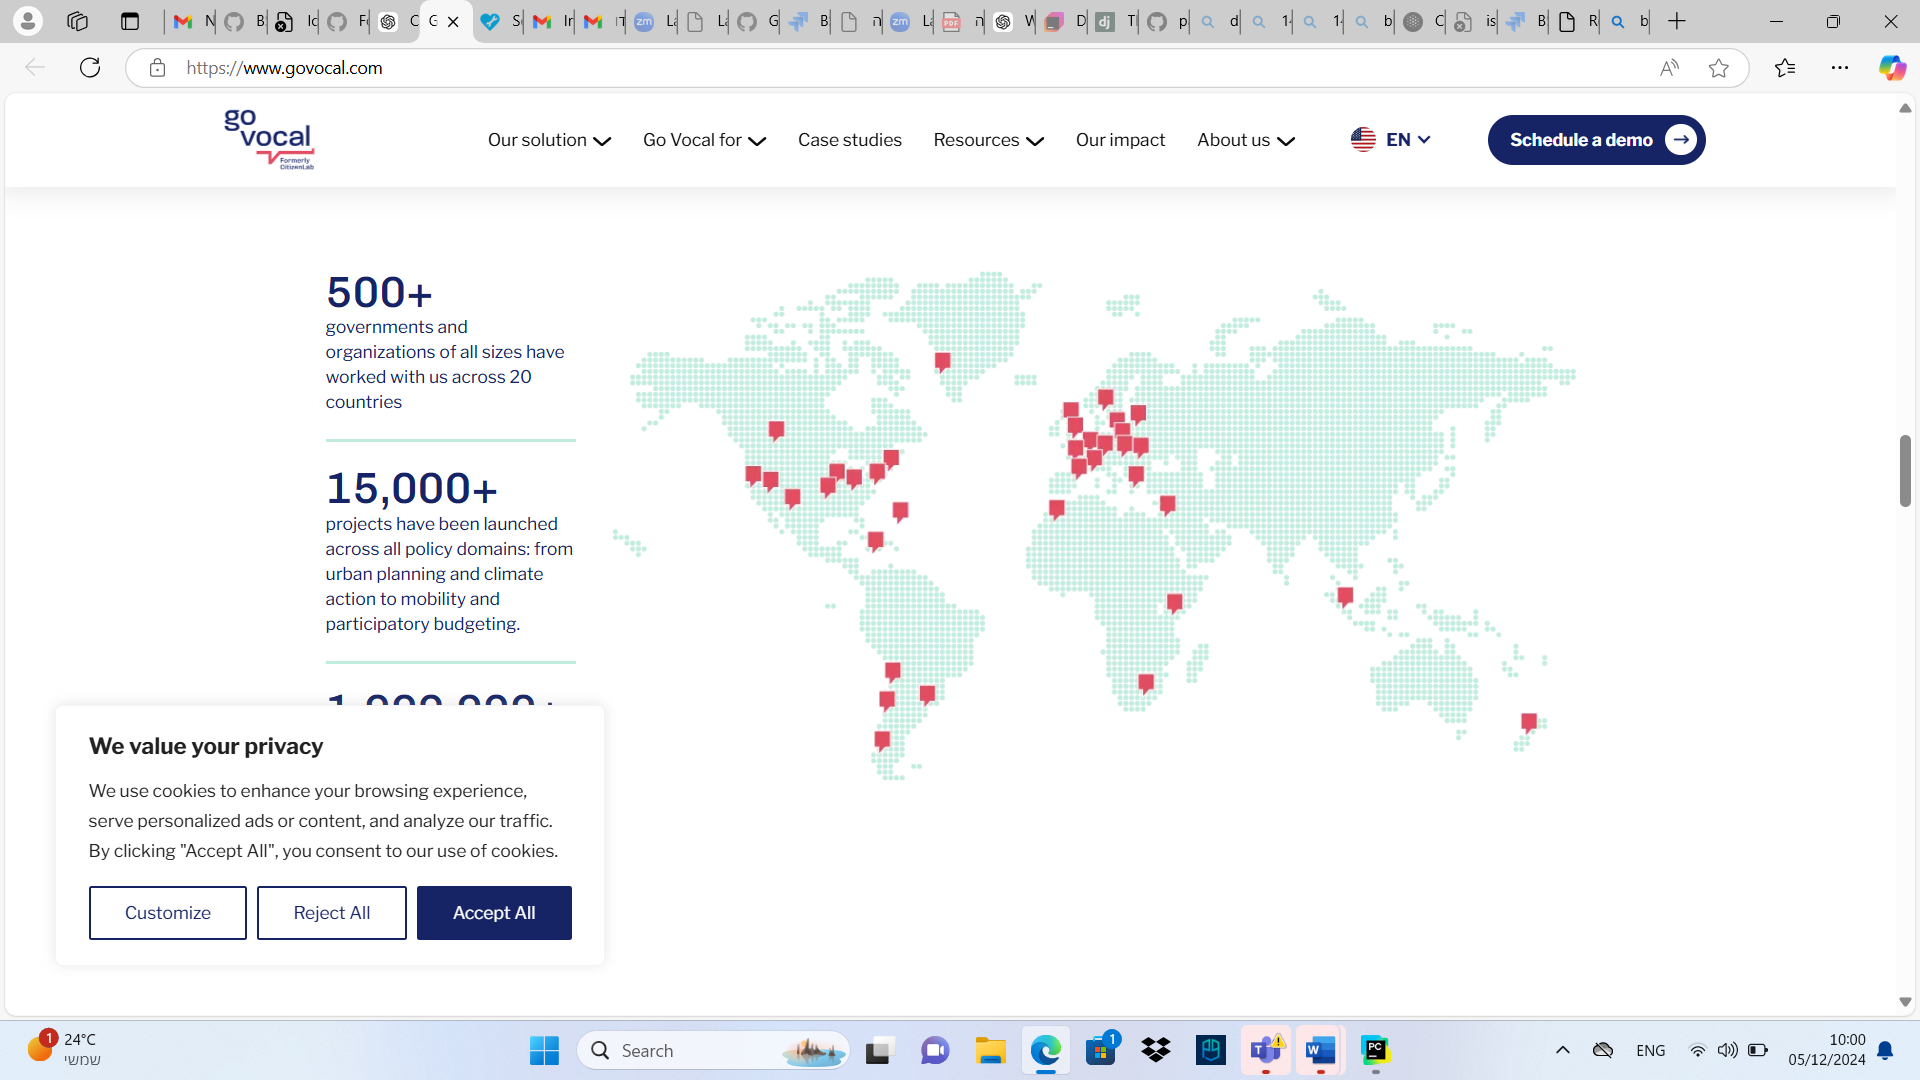 https://www.govocal.com
go
vocal
Formerly
CitizenLab
Our solution
Go Vocal for
Case studies
Resources
Our impact
About us
EN
Schedule a demo
500+
governments and
organizations of all sizes have
worked with us across 20
countries
15,000+
projects have been launched
across all policy domains: from
urban planning and climate
action to mobility and
participatory budgeting.
We value your privacy
We use cookies to enhance your browsing experience,
serve personalized ads or content, and analyze our traffic.
By clicking "Accept All", you consent to our use of cookies.
Customize
Reject All
Accept All
1
24°C
שמשי
Search
1
ENG
10:00
05/12/2024